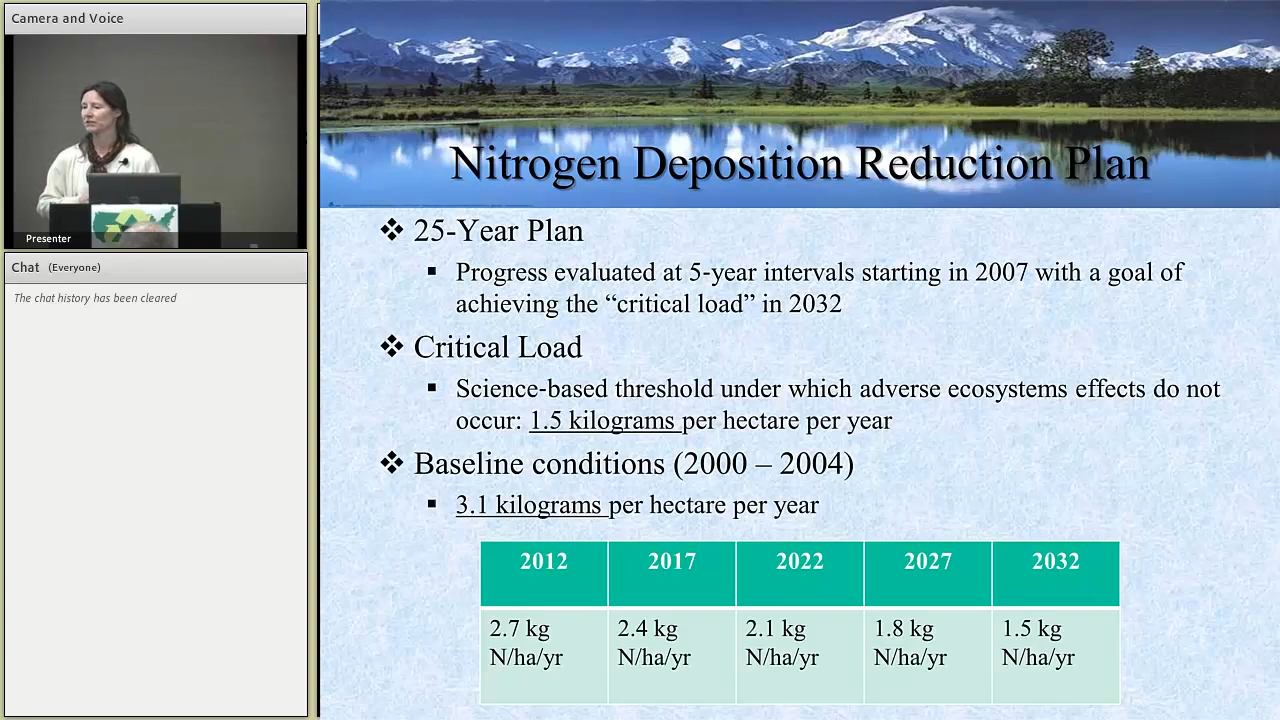 Camera and Voice
Presenter
Chat (Everyone)
The chat history has been cleared
Nitrogen Deposition Reduction Plan
❖ 25-Year Plan
▪ Progress evaluated at 5-year intervals starting in 2007 with a goal of
achieving the “critical load” in 2032
❖ Critical Load
▪ Science-based threshold under which adverse ecosystems effects do not
occur: 1.5 kilograms per hectare per year
❖ Baseline conditions (2000 – 2004)
▪ 3.1 kilograms per hectare per year
2012 2017 2022 2027 2032
2.7 kg 2.4 kg 2.1 kg 1.8 kg 1.5 kg
N/ha/yr N/ha/yr N/ha/yr N/ha/yr N/ha/yr